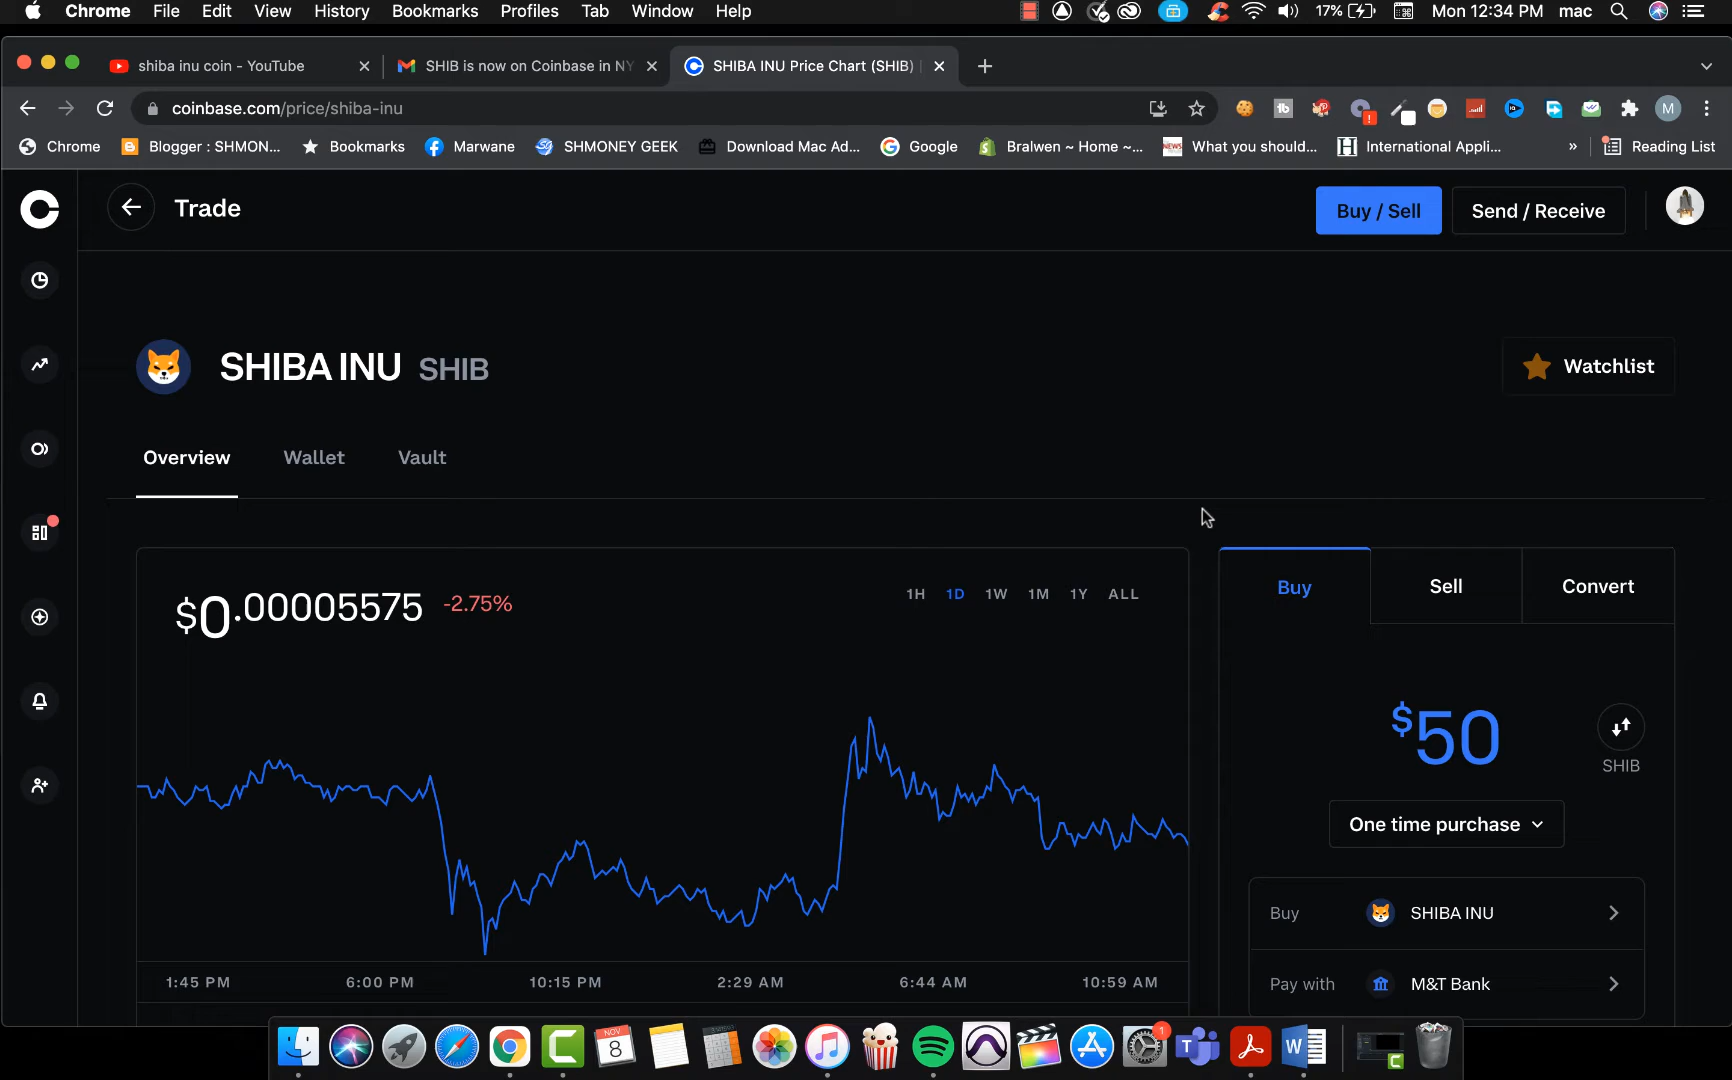 Chrome File Edit View History Bookmarks Profiles Tab Window Help 17% Mon 12:34 PM mac
shiba inu coin - YouTube SHIB is now on Coinbase in NY SHIBA INU Price Chart (SHIB) |
coinbase.com/price/shiba-inu M
Chrome Blogger : SHMON... Bookmarks Marwane SHMONEY GEEK Download Mac Ad... Google Bralwen ~ Home ~... What you should... International Appli... » Reading List
Trade Buy / Sell Send / Receive
SHIBA INU SHIB Watchlist
Overview Wallet Vault
$0.00005575 -2.75% 1H 1D 1W 1M 1Y ALL
Buy Sell Convert
$50
SHIB
One time purchase
Buy SHIBA INU
Pay with M&T Bank
1:45 PM 6:00 PM 10:15 PM 2:29 AM 6:44 AM 10:59 AM
NOV
8
1